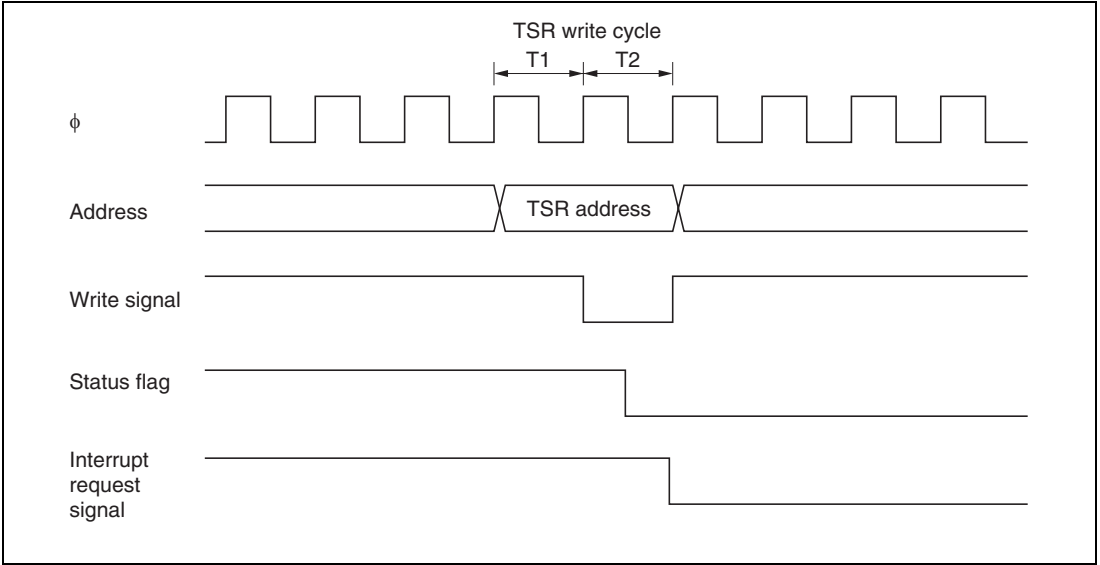 TSR write cycle
T1
T2
ϕ
Address
TSR address
Write signal
Status flag
Interrupt
request
signal